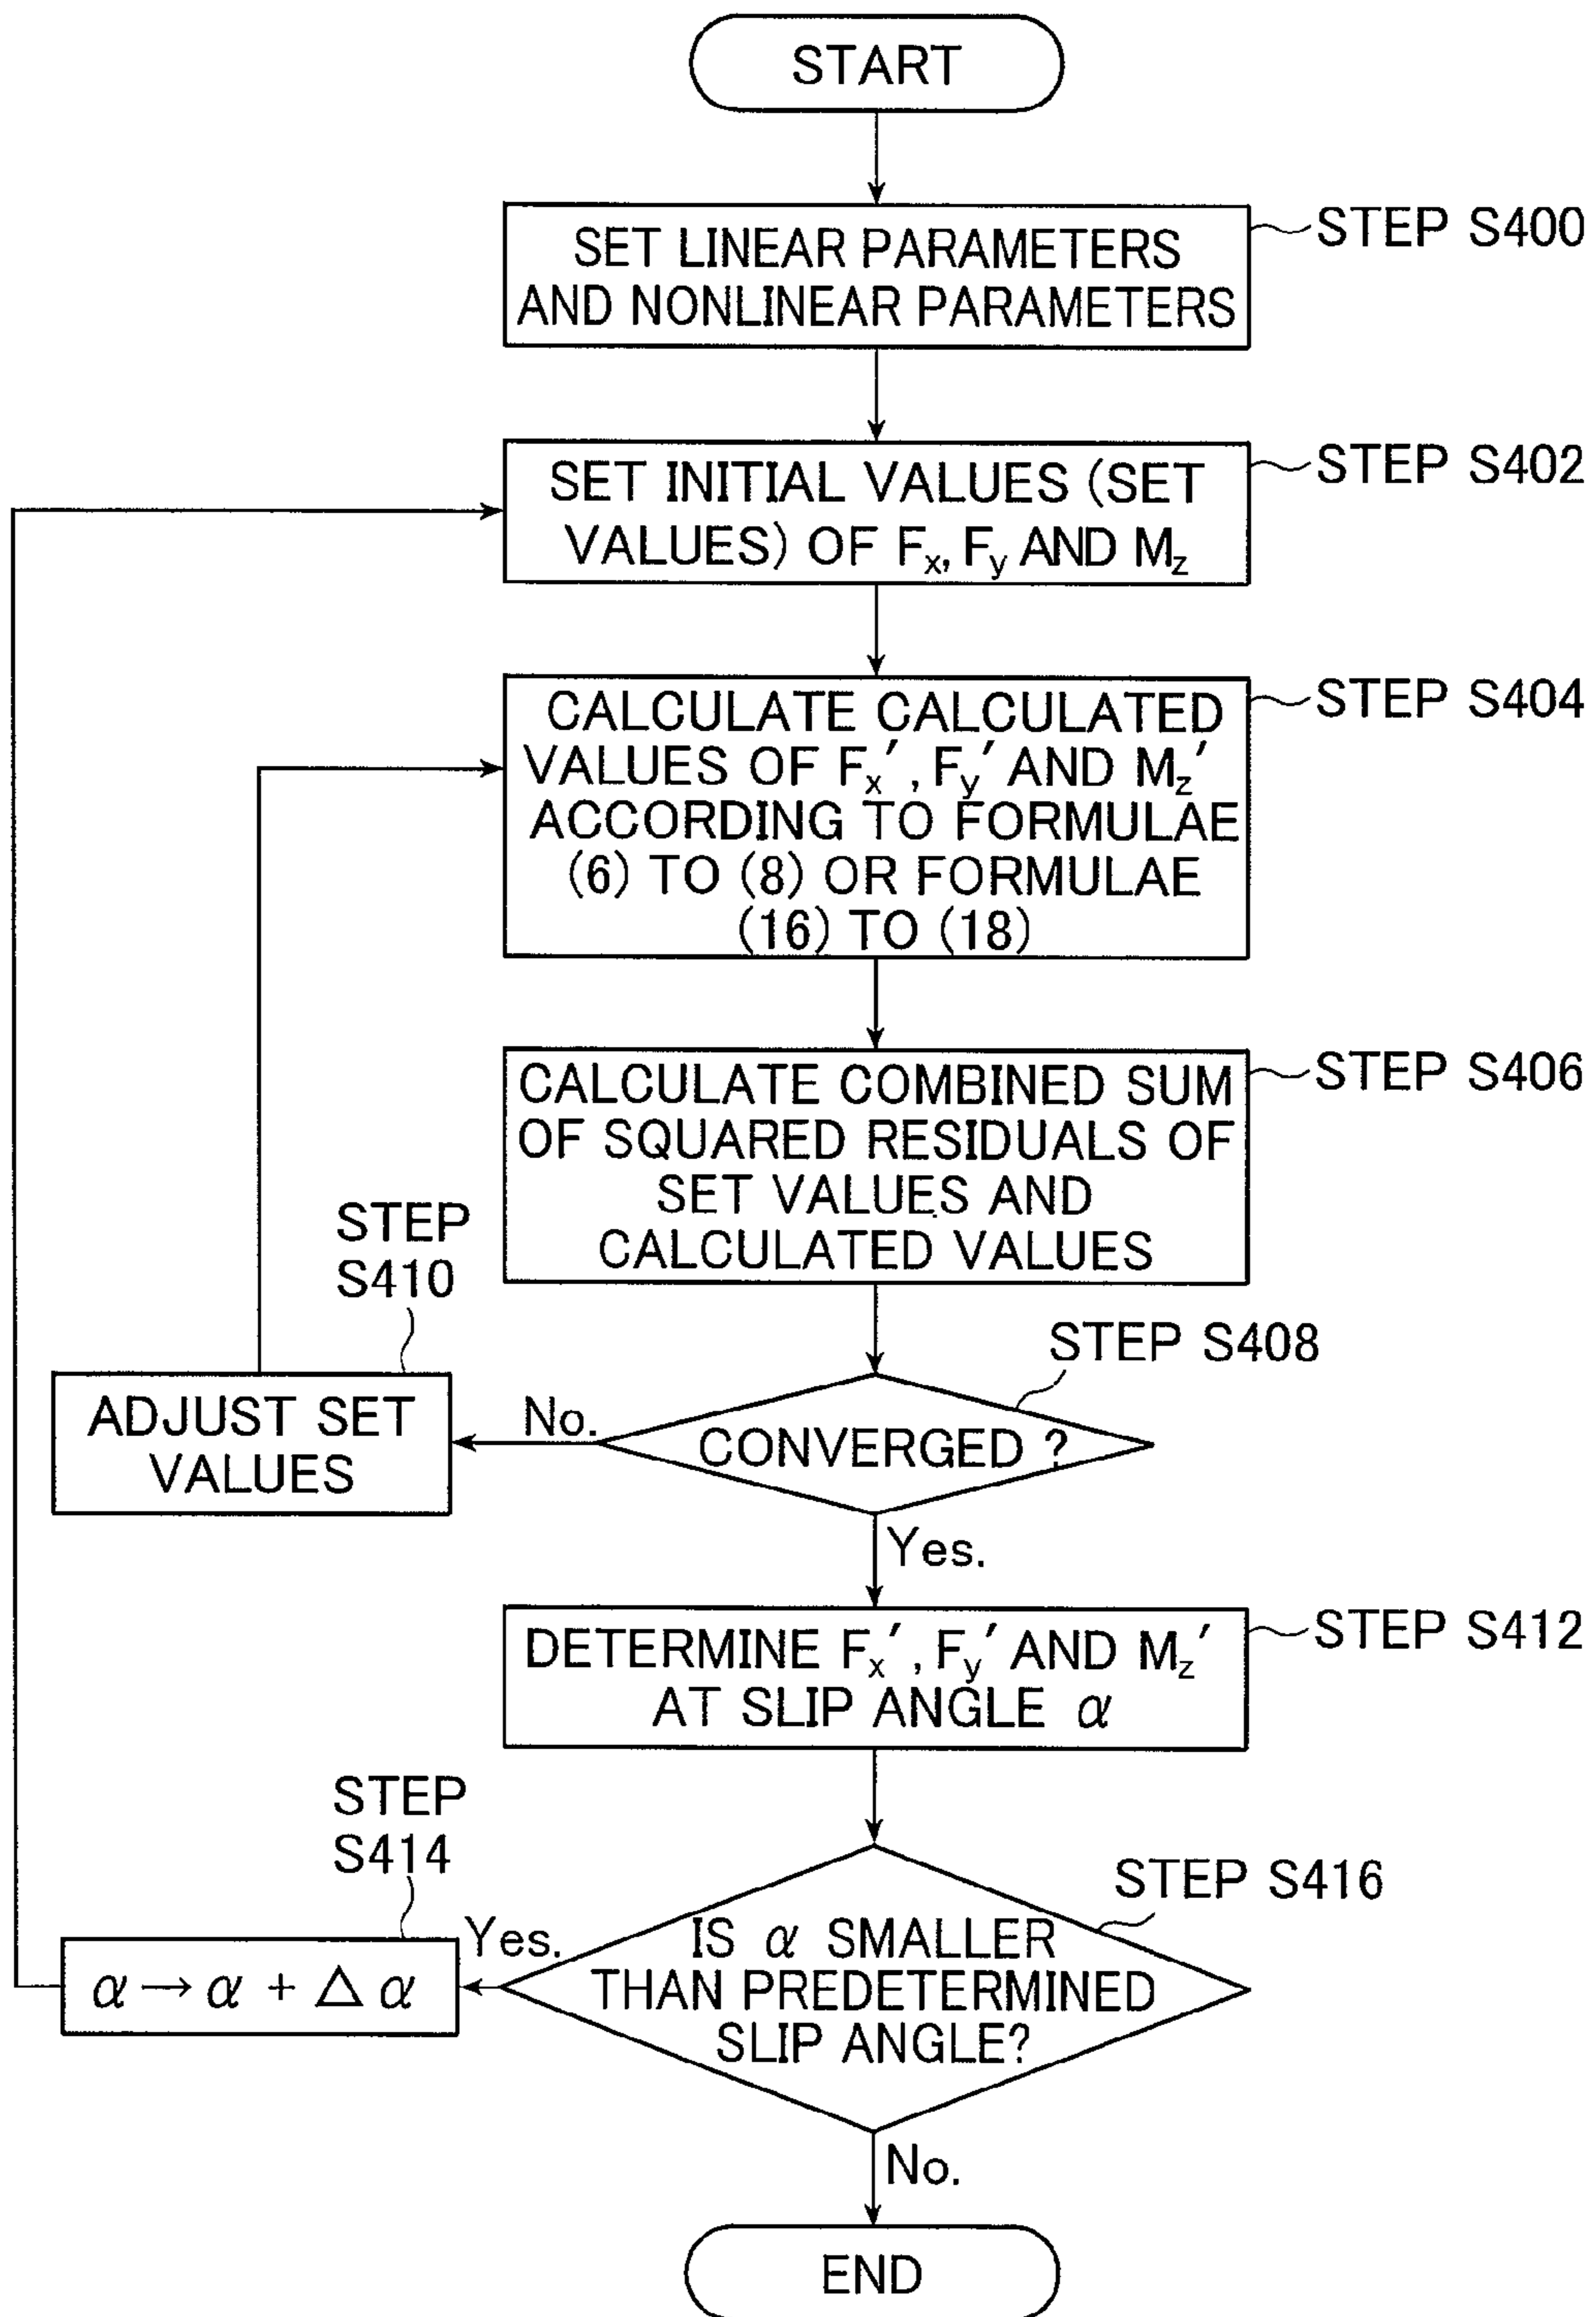 START
SET LINEAR PARAMETERS
AND NONLINEAR PARAMETERS
STEP S400
SET INITIAL VALUES (SET
VALUES) OF Fx, Fy AND Mz
STEP S402
CALCULATE CALCULATED
VALUES OF Fx′, Fy′ AND Mz′
ACCORDING TO FORMULAE
(6) TO (8) OR FORMULAE
(16) TO (18)
STEP S404
CALCULATE COMBINED SUM
OF SQUARED RESIDUALS OF
SET VALUES AND
CALCULATED VALUES
STEP S406
STEP
S410
ADJUST SET
VALUES
No.
CONVERGED ?
STEP S408
Yes.
DETERMINE Fx′, Fy′ AND Mz′
AT SLIP ANGLE α
STEP S412
STEP
S414
α → α + Δ α
Yes.
IS α SMALLER
THAN PREDETERMINED
SLIP ANGLE?
STEP S416
No.
END